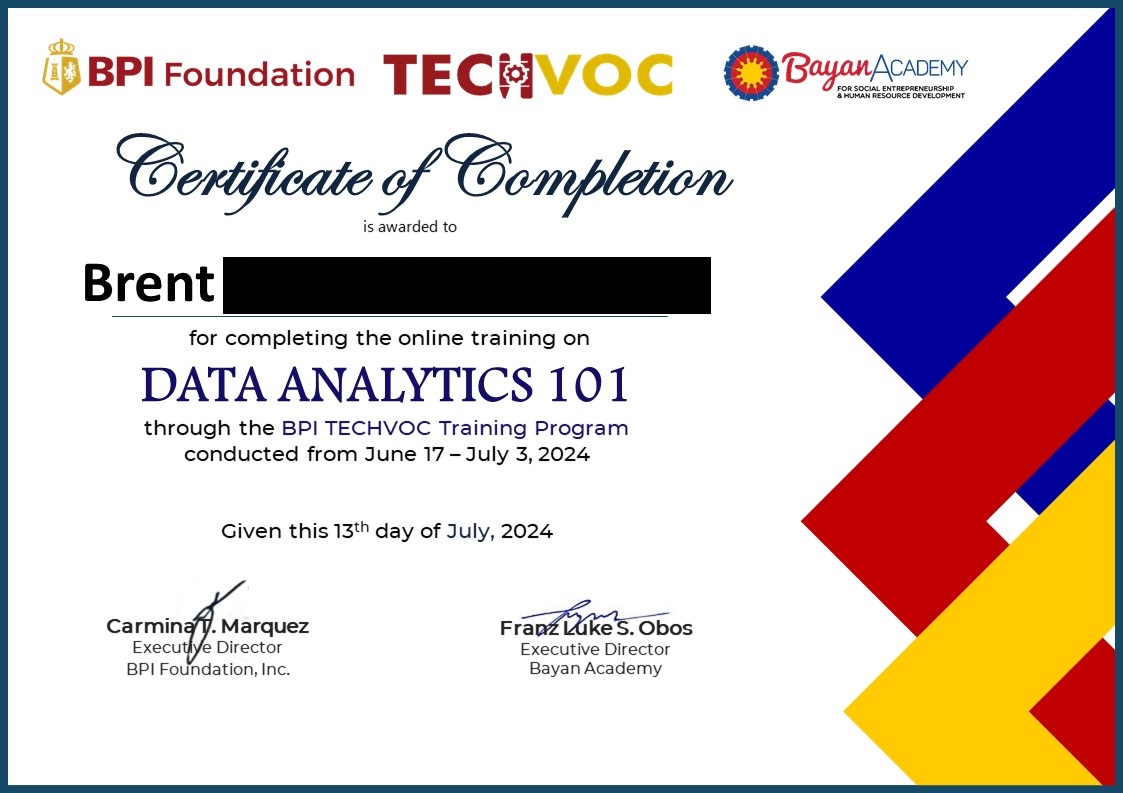 BPI Foundation TECHVOC Bayan ACADEMY
FOR SOCIAL ENTREPRENEURSHIP
& HUMAN RESOURCE DEVELOPMENT
Certificate of Completion
is awarded to
Brent
for completing the online training on
DATA ANALYTICS 101
through the BPI TECHVOC Training Program
conducted from June 17 – July 3, 2024
Given this 13th day of July, 2024
Carmina T. Marquez
Executive Director
BPI Foundation, Inc.
Franz Luke S. Obos
Executive Director
Bayan Academy